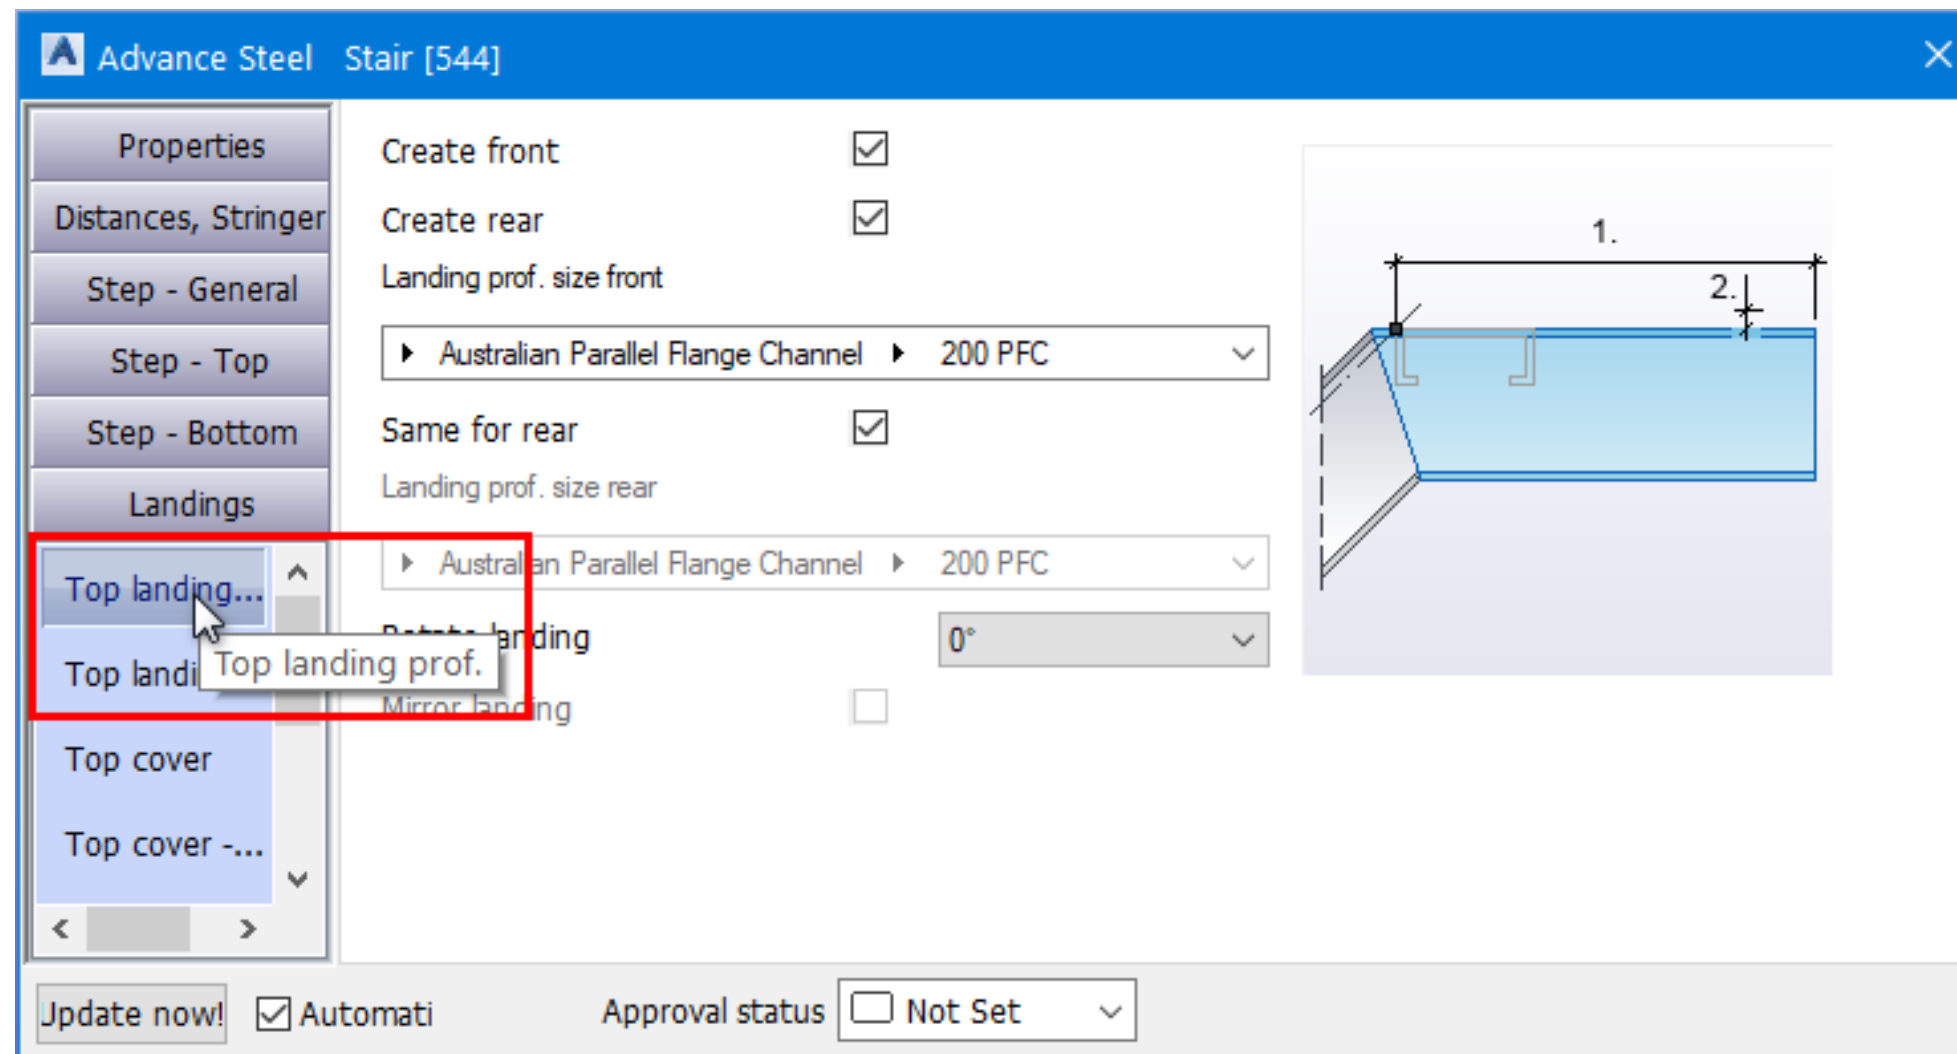 Advance Steel Stair [544]
Properties
Distances, Stringer
Step - General
Step - Top
Step - Bottom
Landings
Top landing...
Top landi
Top landing prof.
Top cover
Top cover -...
Create front
Create rear
Landing prof. size front
Australian Parallel Flange Channel 200 PFC
Same for rear
Landing prof. size rear
Australian Parallel Flange Channel 200 PFC
Rotate landing 0°
Mirror landing
1.
2.
Update now! Automati Approval status Not Set